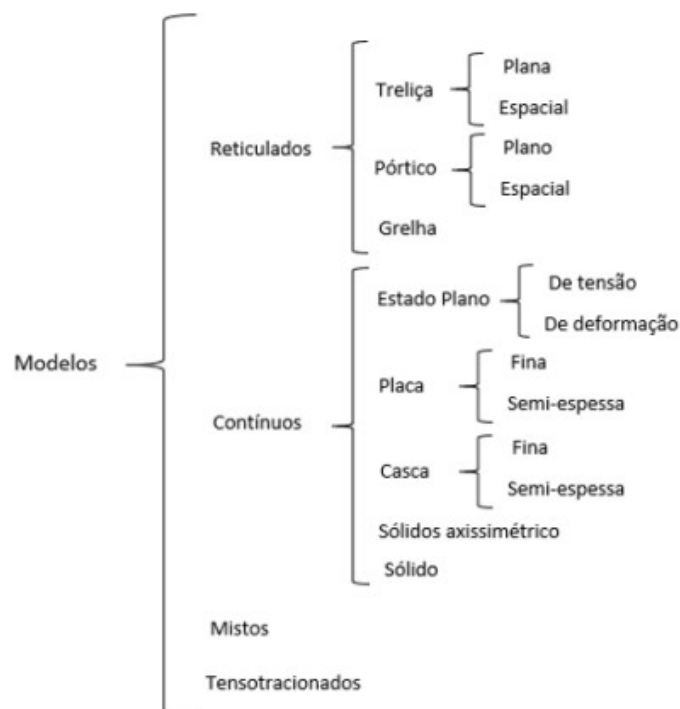 Modelos
Reticulados
Treliça
Plana
Espacial
Pórtico
Plano
Espacial
Grelha
Contínuos
Estado Plano
De tensão
De deformação
Placa
Fina
Semi-espessa
Casca
Fina
Semi-espessa
Sólidos axissimétrico
Sólido
Mistos
Tensotracionados